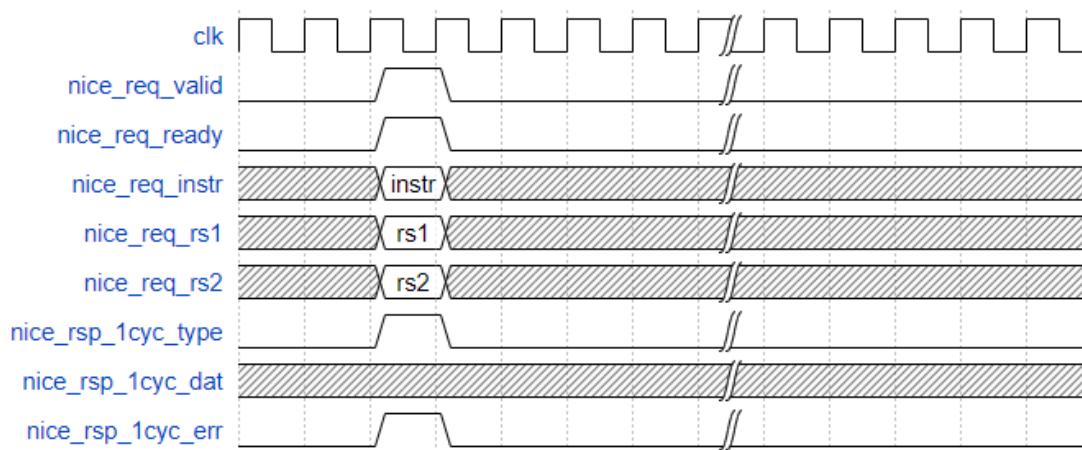 clk
nice_req_valid
nice_req_ready
nice_req_instr instr
nice_req_rs1 rs1
nice_req_rs2 rs2
nice_rsp_1cyc_type
nice_rsp_1cyc_dat
nice_rsp_1cyc_err